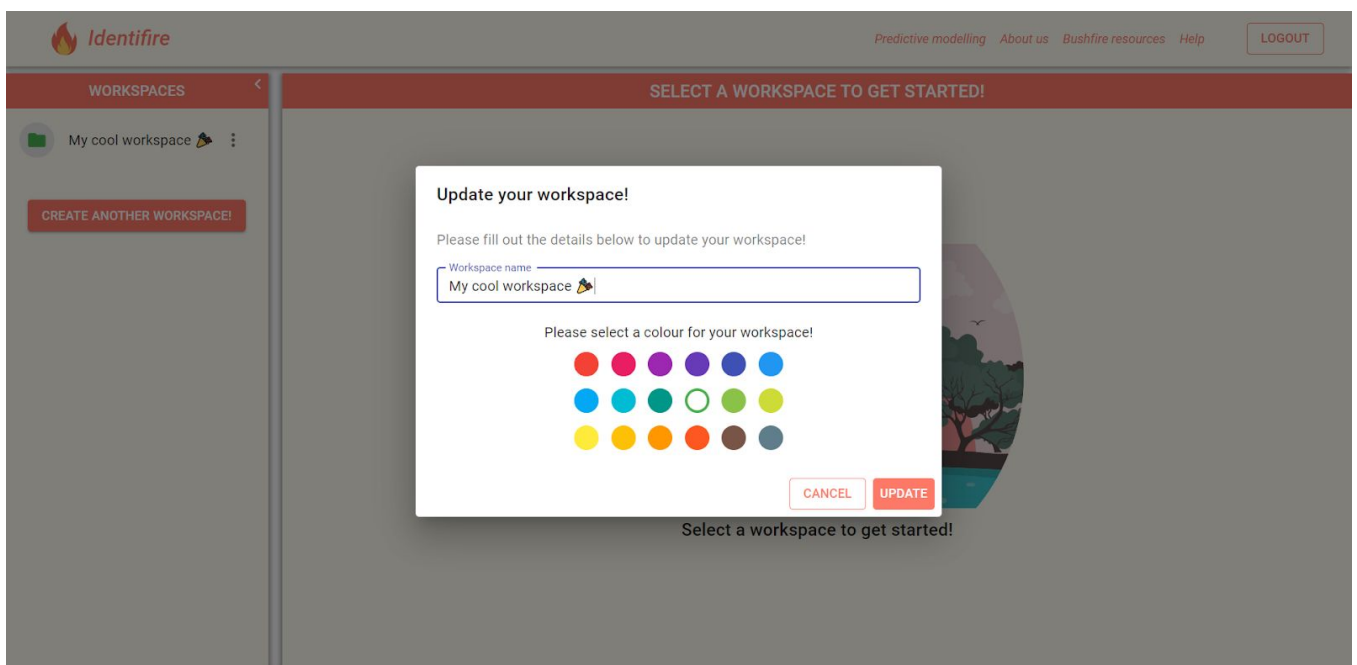 Identifire
Predictive modelling About us Bushfire resources Help LOGOUT
WORKSPACES
SELECT A WORKSPACE TO GET STARTED!
My cool workspace 🎉
CREATE ANOTHER WORKSPACE!
Update your workspace!
Please fill out the details below to update your workspace!
Workspace name
My cool workspace 🎉
Please select a colour for your workspace!
CANCEL UPDATE
Select a workspace to get started!